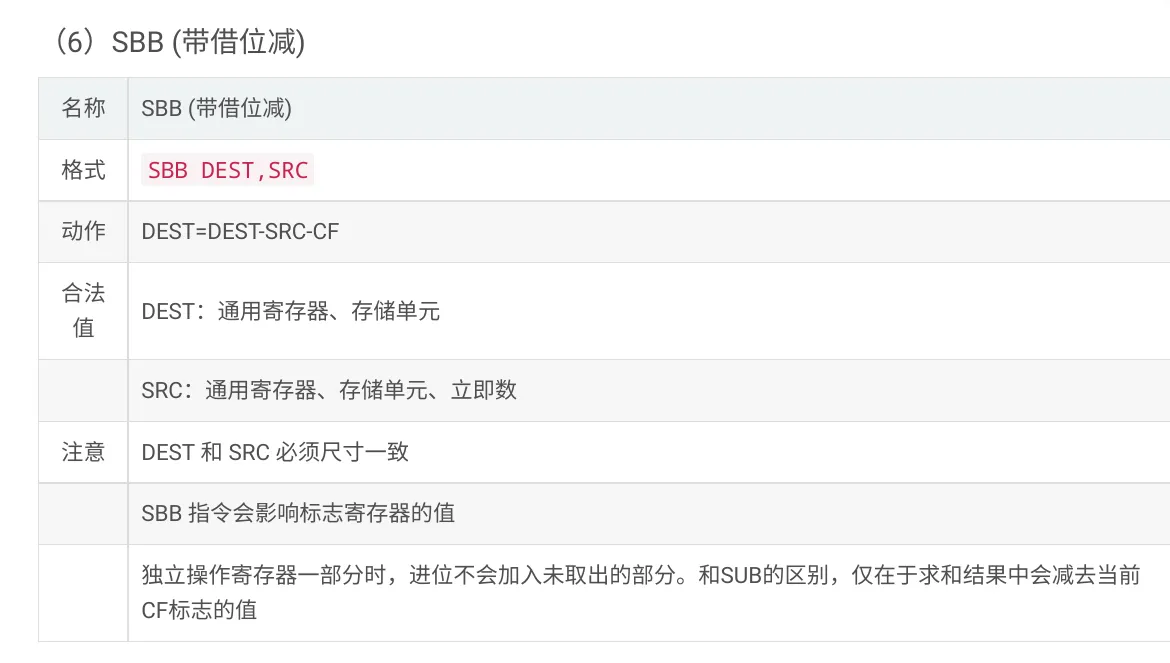 （6）SBB (带借位减)
名称 SBB (带借位减)
格式 SBB DEST,SRC
动作 DEST=DEST-SRC-CF
合法值 DEST：通用寄存器、存储单元
SRC：通用寄存器、存储单元、立即数
注意 DEST 和 SRC 必须尺寸一致
SBB 指令会影响标志寄存器的值
独立操作寄存器一部分时，进位不会加入未取出的部分。和SUB的区别，仅在于求和结果中会减去当前
CF标志的值